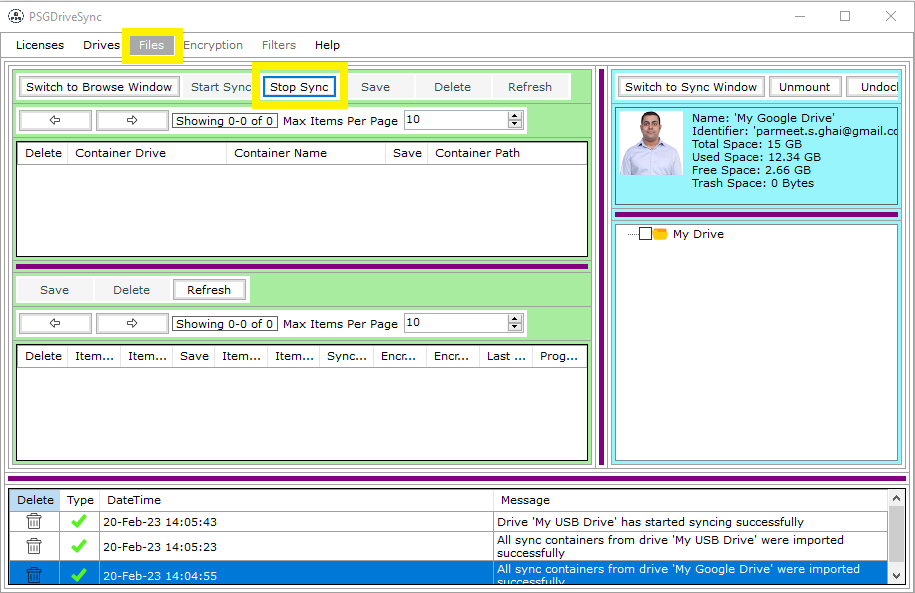 PSGDriveSync
Licenses Drives Files Encryption Filters Help
Switch to Browse Window Start Sync Stop Sync Save Delete Refresh
Showing 0-0 of 0 Max Items Per Page 10
Delete Container Drive Container Name Save Container Path
Save Delete Refresh
Showing 0-0 of 0 Max Items Per Page 10
Delete Item... Item... Save Item... Item... Sync... Encr... Encr... Last ... Prog...
Switch to Sync Window Unmount Undoc
Name: 'My Google Drive'
Identifier: 'parmeet.s.ghai@gmail.co
Total Space: 15 GB
Used Space: 12.34 GB
Free Space: 2.66 GB
Trash Space: 0 Bytes
My Drive
Delete Type DateTime Message
20-Feb-23 14:05:43 Drive 'My USB Drive' has started syncing successfully
20-Feb-23 14:05:23 All sync containers from drive 'My USB Drive' were imported
successfully
20-Feb-23 14:04:55 All sync containers from drive 'My Google Drive' were imported
successfully